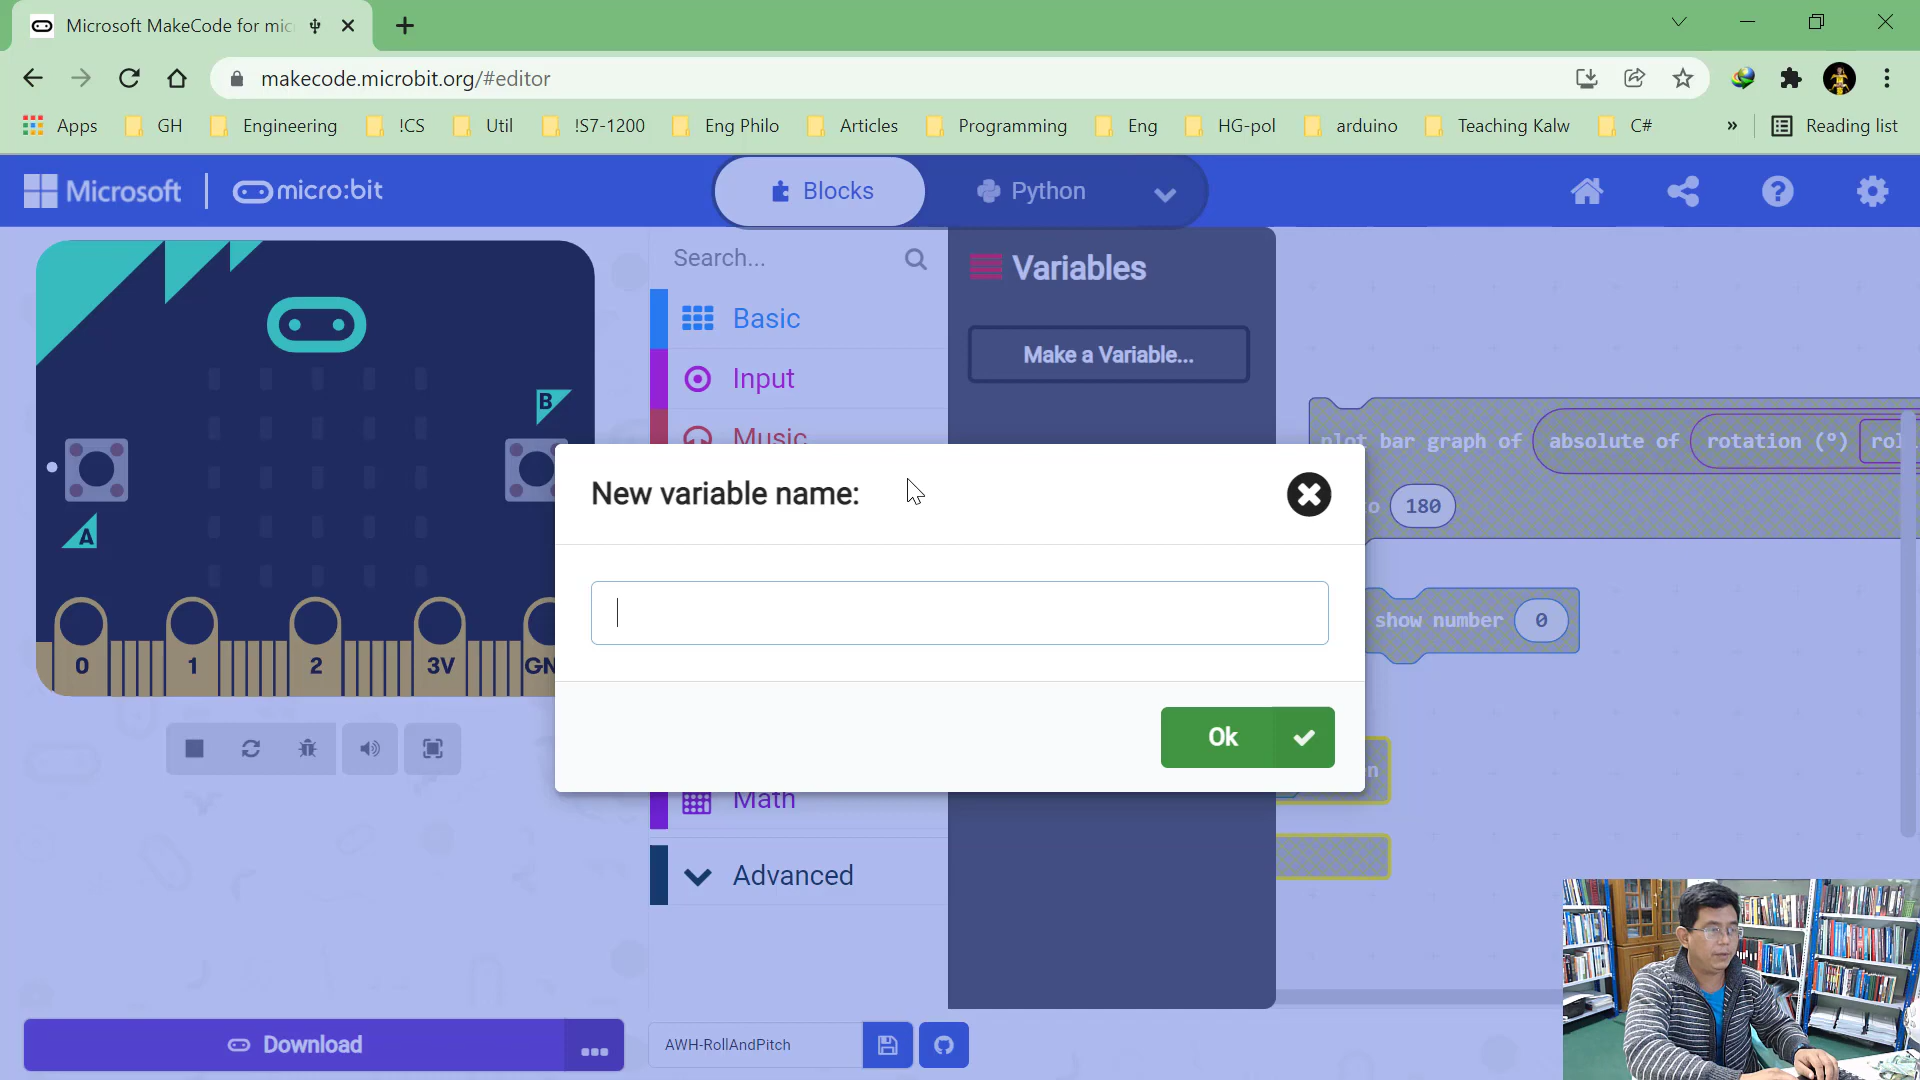 Microsoft MakeCode for mic
makecode.microbit.org/#editor
Apps GH Engineering !CS Util !S7-1200 Eng Philo Articles Programming Eng HG-pol arduino Teaching Kalw C# » Reading list
Microsoft micro:bit Blocks Python
Search...
Variables
Basic
Make a Variable...
Input
B
Music
plot bar graph of absolute of rotation (°) rol
New variable name:
o 180
A
show number 0
0 1 2 3V GN
Ok
n
Math
Advanced
Download ... AWH-RollAndPitch